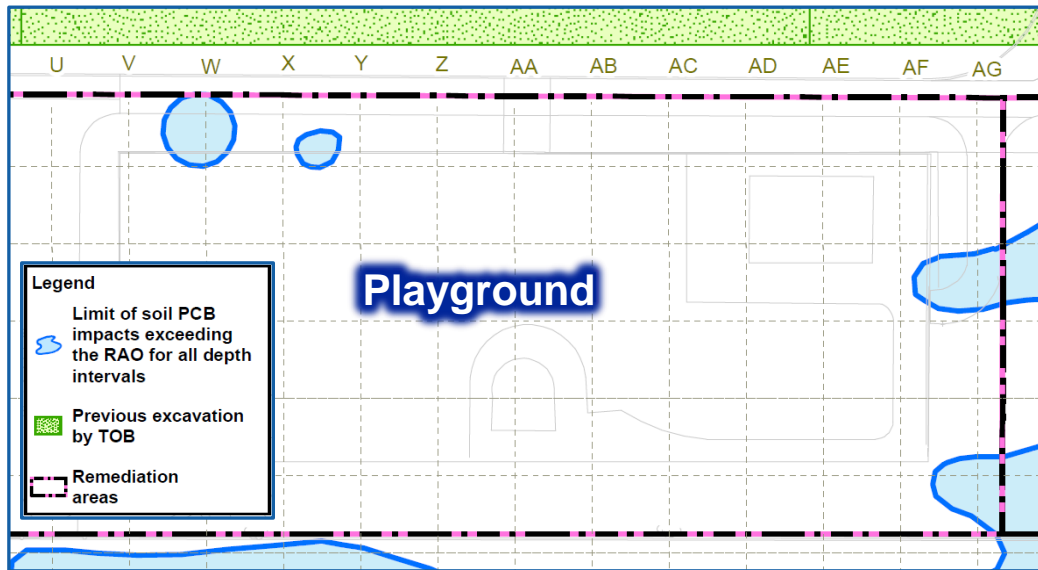 U V W X Y Z AA AB AC AD AE AF AG
Playground
Legend
Limit of soil PCB
impacts exceeding
the RAO for all depth
intervals
Previous excavation
by TOB
Remediation
areas